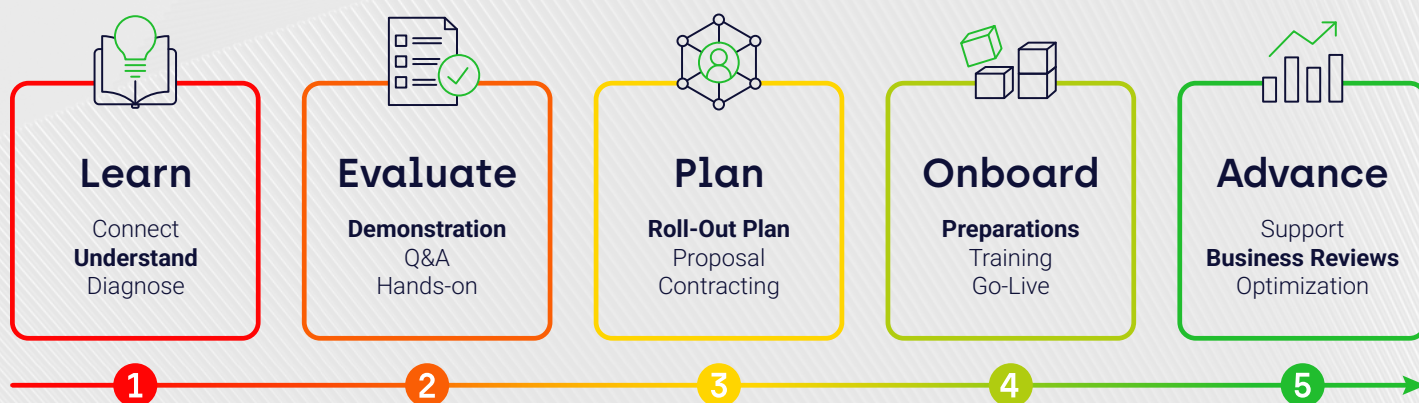 Learn
Connect
Understand
Diagnose
Evaluate
Demonstration
Q&A
Hands-on
Plan
Roll-Out Plan
Proposal
Contracting
Onboard
Preparations
Training
Go-Live
Advance
Support
Business Reviews
Optimization
1
2
3
4
5